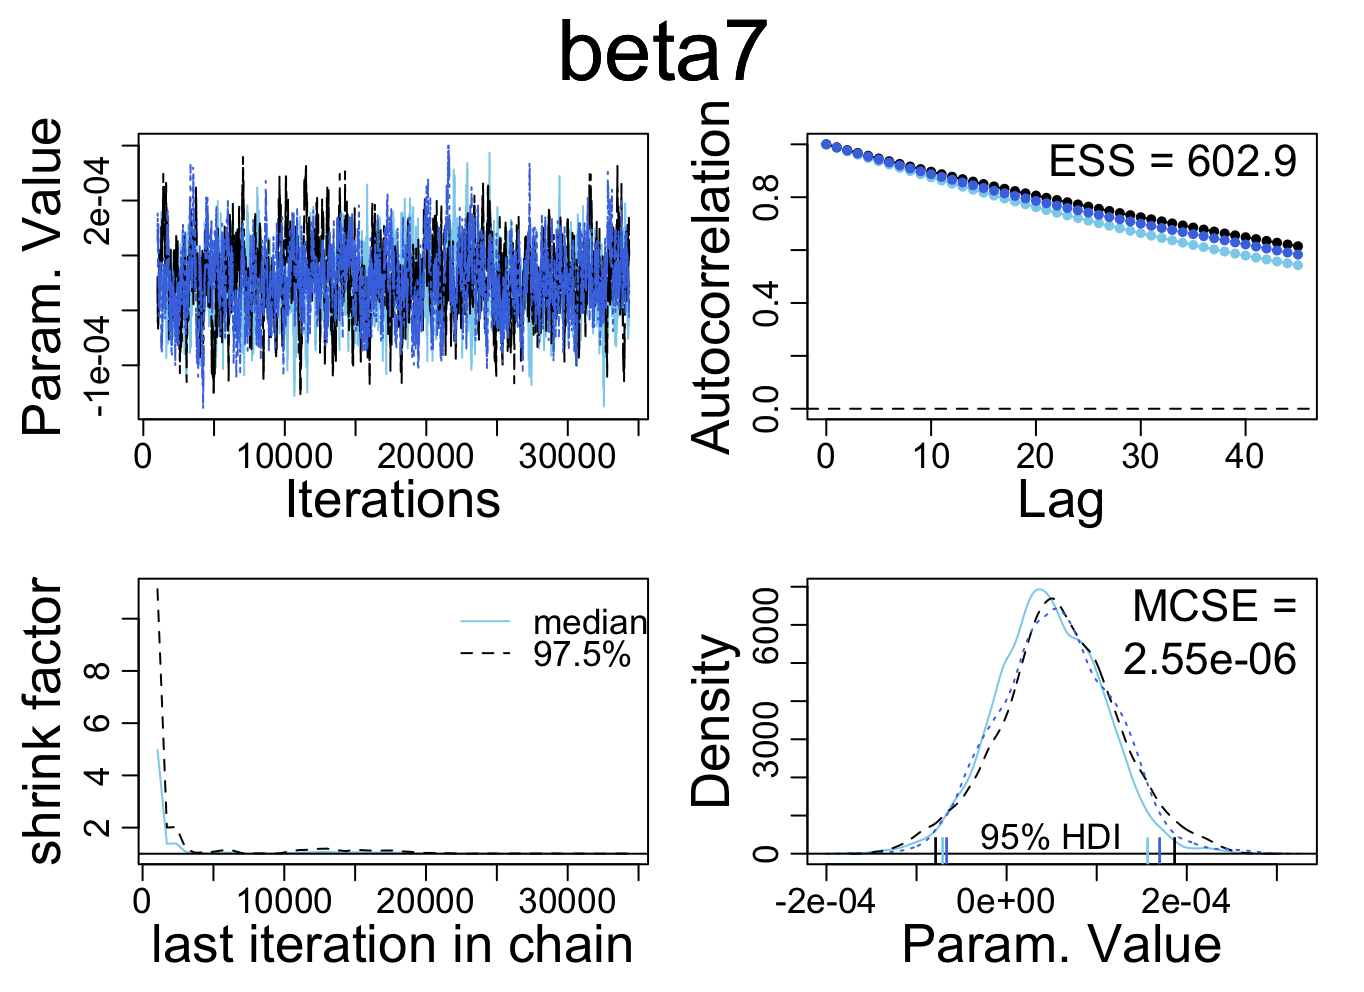 beta7
Param. Value
-1e-04 2e-04
0 10000 20000 30000
Iterations
Autocorrelation
0.0 0.4 0.8
ESS = 602.9
0 10 20 30 40
Lag
shrink factor
2 4 6 8
median
97.5%
0 10000 20000 30000
last iteration in chain
Density
0 3000 6000
MCSE =
2.55e-06
95% HDI
-2e-04 0e+00 2e-04
Param. Value